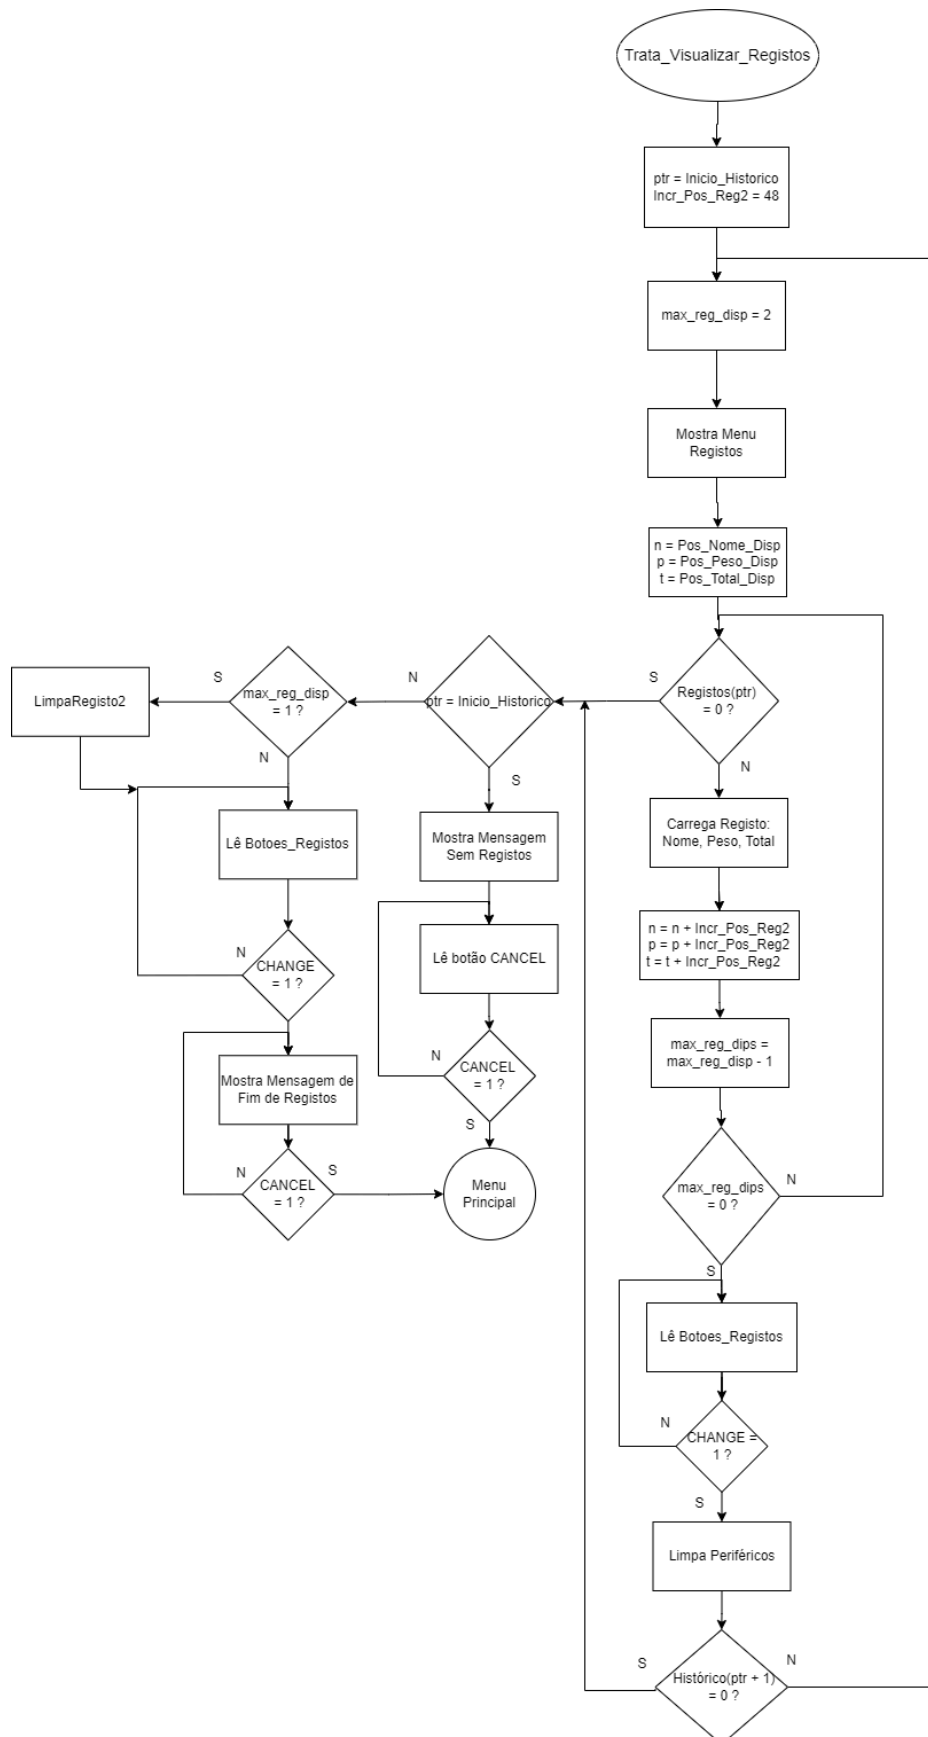 Trata_Visualizar_Registos
ptr = Inicio_Historico
Incr_Pos_Reg2 = 48
max_reg_disp = 2
Mostra Menu
Registos
n = Pos_Nome_Disp
p = Pos_Peso_Disp
t = Pos_Total_Disp
Registos(ptr)
= 0 ?
S
N
ptr = Inicio_Historico
N
S
max_reg_disp
= 1 ?
S
N
LimpaRegisto2
Lê Botoes_Registos
CHANGE
= 1 ?
N
Mostra Mensagem de
Fim de Registos
CANCEL
= 1 ?
N
S
Mostra Mensagem
Sem Registos
Lê botão CANCEL
CANCEL
= 1 ?
N
S
Menu
Principal
Carrega Registo:
Nome, Peso, Total
n = n + Incr_Pos_Reg2
p = p + Incr_Pos_Reg2
t = t + Incr_Pos_Reg2
max_reg_dips =
max_reg_disp - 1
max_reg_dips
= 0 ?
N
S
Lê Botoes_Registos
CHANGE =
1 ?
N
S
Limpa Periféricos
Histórico(ptr + 1)
= 0 ?
S
N